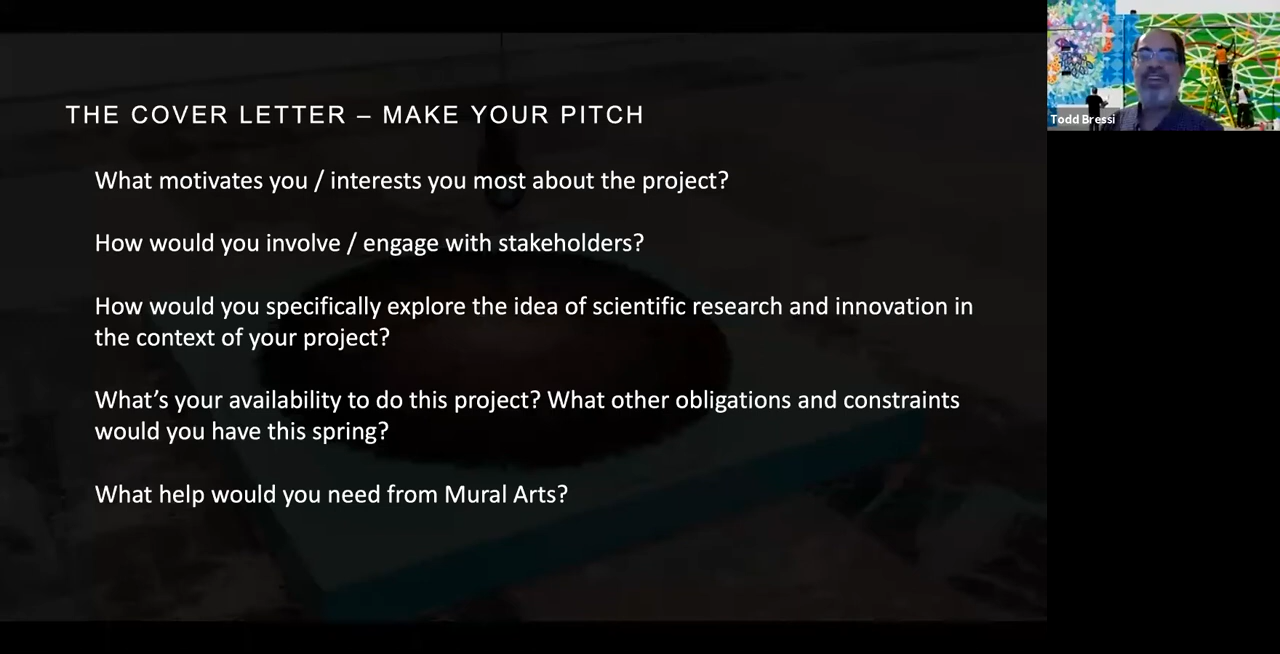 THE COVER LETTER – MAKE YOUR PITCH
What motivates you / interests you most about the project?
How would you involve / engage with stakeholders?
How would you specifically explore the idea of scientific research and innovation in
the context of your project?
What’s your availability to do this project? What other obligations and constraints
would you have this spring?
What help would you need from Mural Arts?
Todd Bressi